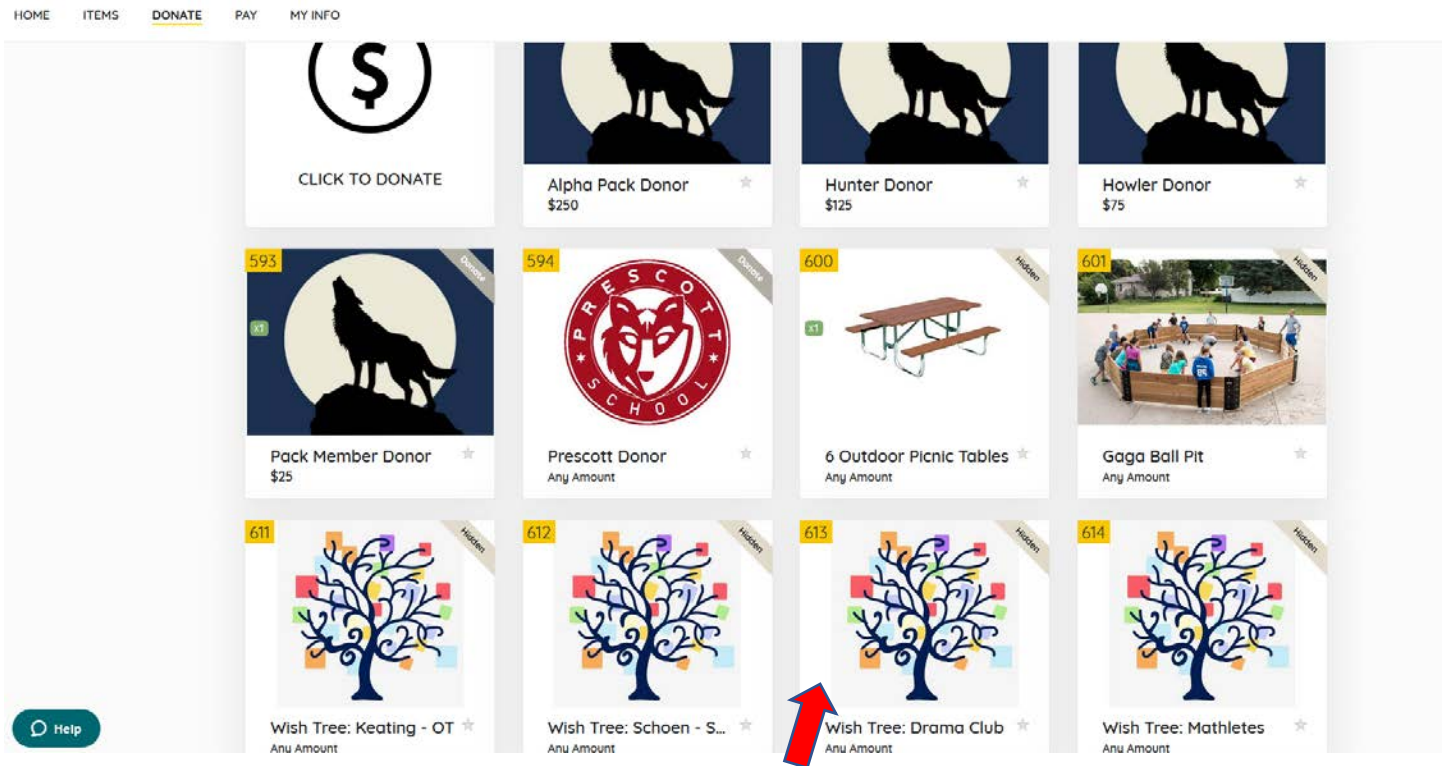 HOME ITEMS DONATE PAY MY INFO
$
CLICK TO DONATE
Alpha Pack Donor
$250
Hunter Donor
$125
Howler Donor
$75
593
Donate
x1
Pack Member Donor
$25
594
Donate
PRESCOTT
SCHOOL
Prescott Donor
Any Amount
600
Hidden
x1
6 Outdoor Picnic Tables
Any Amount
601
Hidden
Gaga Ball Pit
Any Amount
611
Hidden
Wish Tree: Keating - OT
Any Amount
612
Hidden
Wish Tree: Schoen - S...
Any Amount
613
Hidden
Wish Tree: Drama Club
Any Amount
614
Hidden
Wish Tree: Mathletes
Any Amount
Help